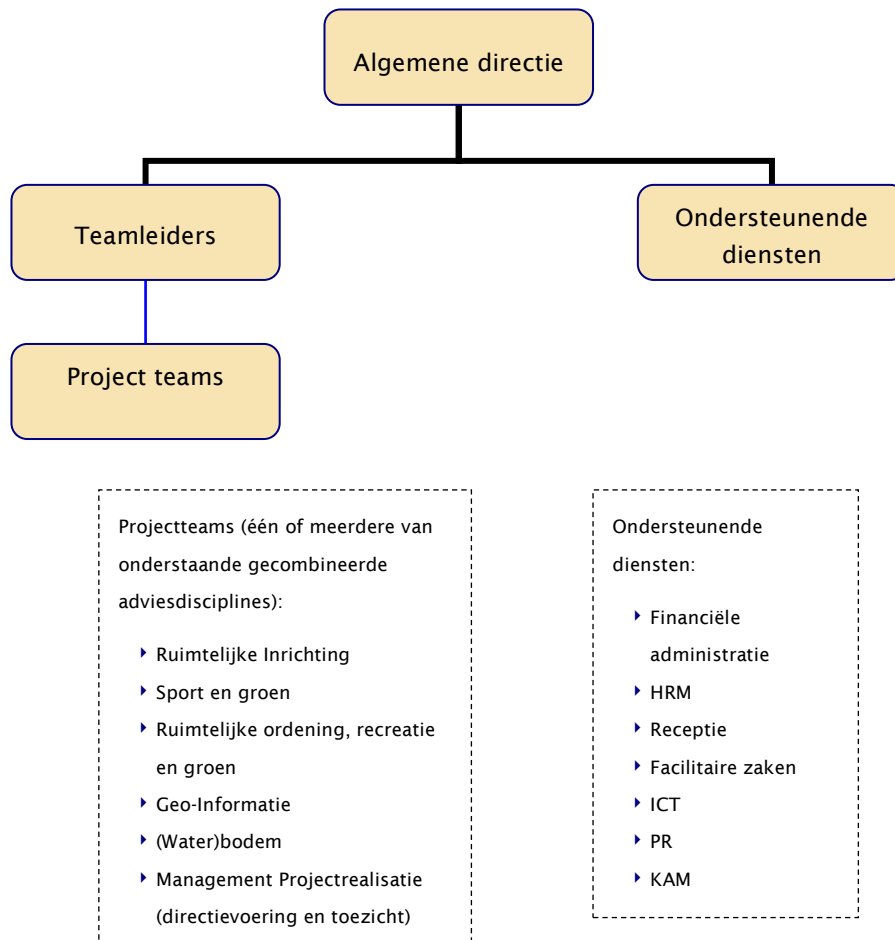 Algemene directie
Teamleiders
Ondersteunende
diensten
Project teams
Projectteams (één of meerdere van
onderstaande gecombineerde
adviesdisciplines):
Ruimtelijke Inrichting
Sport en groen
Ruimtelijke ordening, recreatie
en groen
Geo-Informatie
(Water)bodem
Management Projectrealisatie
(directievoering en toezicht)
Ondersteunende
diensten:
Financiële
administratie
HRM
Receptie
Facilitaire zaken
ICT
PR
KAM